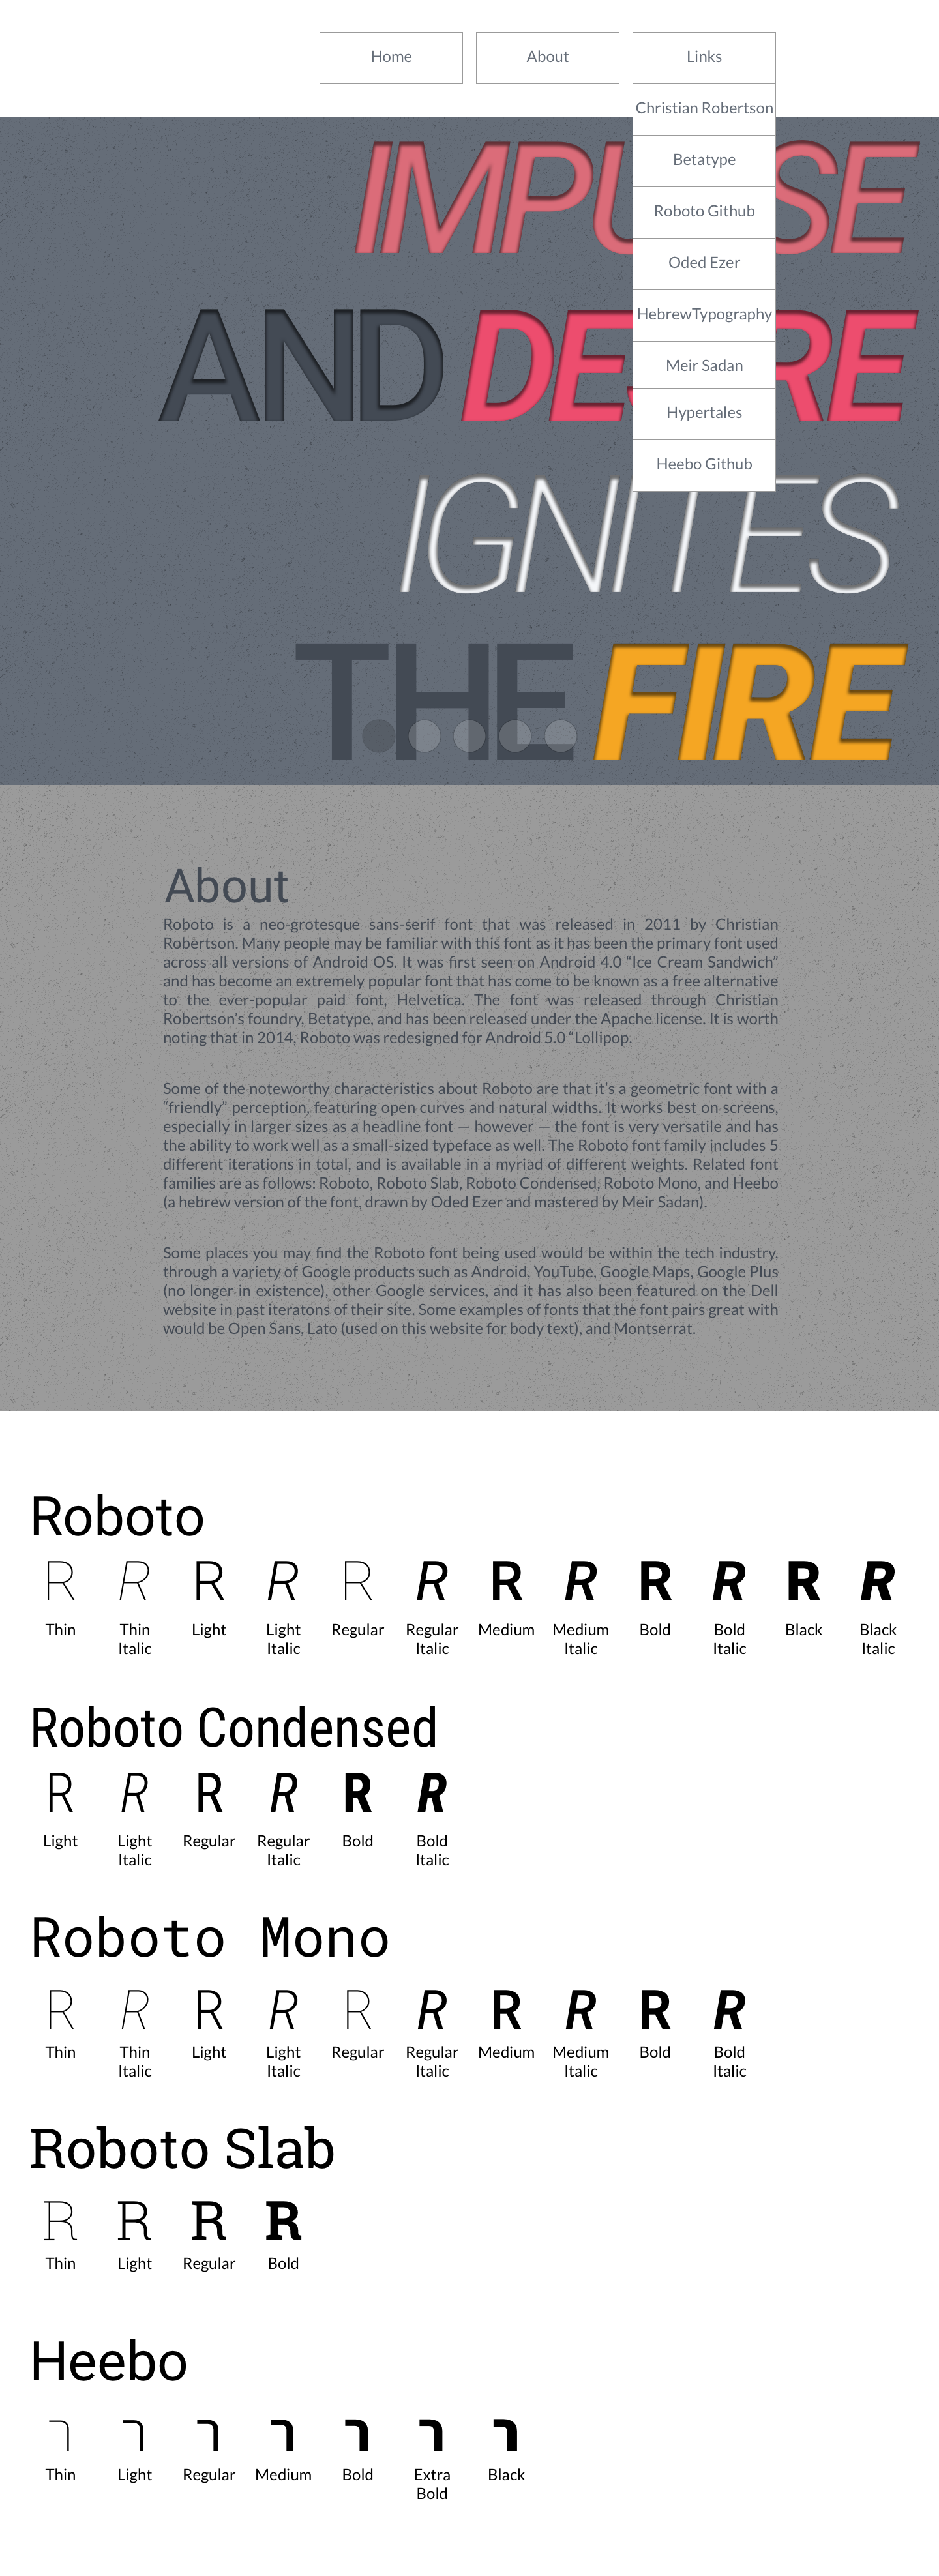 Home About Links
Christian Robertson
Betatype
Roboto Github
Oded Ezer
HebrewTypography
Meir Sadan
Hypertales
Heebo Github
IMPU SE
AND DES RE
IGNITES
THE FIRE
About
Roboto is a neo-grotesque sans-serif font that was released in 2011 by Christian
Robertson. Many people may be familiar with this font as it has been the primary font used
across all versions of Android OS. It was first seen on Android 4.0 “Ice Cream Sandwich”
and has become an extremely popular font that has come to be known as a free alternative
to the ever-popular paid font, Helvetica. The font was released through Christian
Robertson’s foundry, Betatype, and has been released under the Apache license. It is worth
noting that in 2014, Roboto was redesigned for Android 5.0 “Lollipop.
Some of the noteworthy characteristics about Roboto are that it’s a geometric font with a
“friendly” perception, featuring open curves and natural widths. It works best on screens,
especially in larger sizes as a headline font — however — the font is very versatile and has
the ability to work well as a small-sized typeface as well. The Roboto font family includes 5
different iterations in total, and is available in a myriad of different weights. Related font
families are as follows: Roboto, Roboto Slab, Roboto Condensed, Roboto Mono, and Heebo
(a hebrew version of the font, drawn by Oded Ezer and mastered by Meir Sadan).
Some places you may find the Roboto font being used would be within the tech industry,
through a variety of Google products such as Android, YouTube, Google Maps, Google Plus
(no longer in existence), other Google services, and it has also been featured on the Dell
website in past iteratons of their site. Some examples of fonts that the font pairs great with
would be Open Sans, Lato (used on this website for body text), and Montserrat.
Roboto
R R R R R R R R R R R R
Thin Thin Italic Light Light Italic Regular Regular Italic Medium Medium Italic Bold Bold Italic Black Black Italic
Roboto Condensed
R R R R R R
Light Light Italic Regular Regular Italic Bold Bold Italic
Roboto Mono
R R R R R R R R R R
Thin Thin Italic Light Light Italic Regular Regular Italic Medium Medium Italic Bold Bold Italic
Roboto Slab
R R R R
Thin Light Regular Bold
Heebo
ר ר ר ר ר ר ר
Thin Light Regular Medium Bold Extra Bold Black